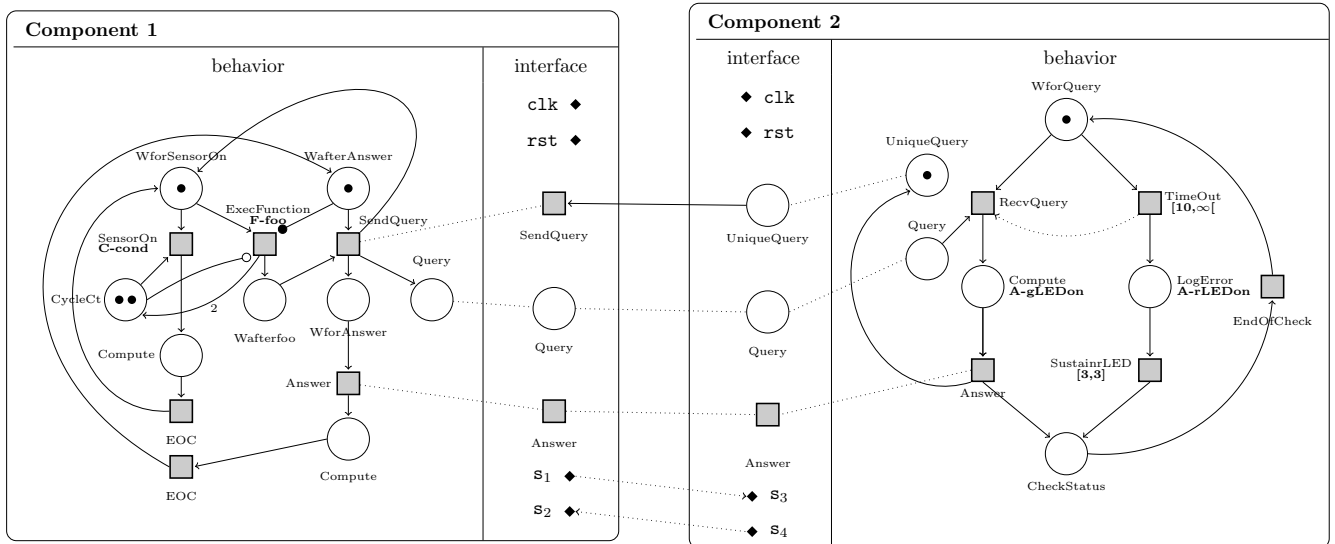 Component 1
behavior
interface
clk
rst
WforSensorOn
WafterAnswer
ExecFunction
F-foo
SendQuery
SensorOn
C-cond
Query
CycleCt
2
Wafterfoo
WforAnswer
Compute
Answer
EOC
Compute
EOC
SendQuery
Query
Answer
s1
s2
Component 2
interface
behavior
clk
rst
UniqueQuery
Query
Answer
s3
s4
WforQuery
UniqueQuery
RecvQuery
TimeOut
[10,∞[
Query
Compute
A-gLEDon
LogError
A-rLEDon
EndOfCheck
SustainrLED
[3,3]
Answer
CheckStatus